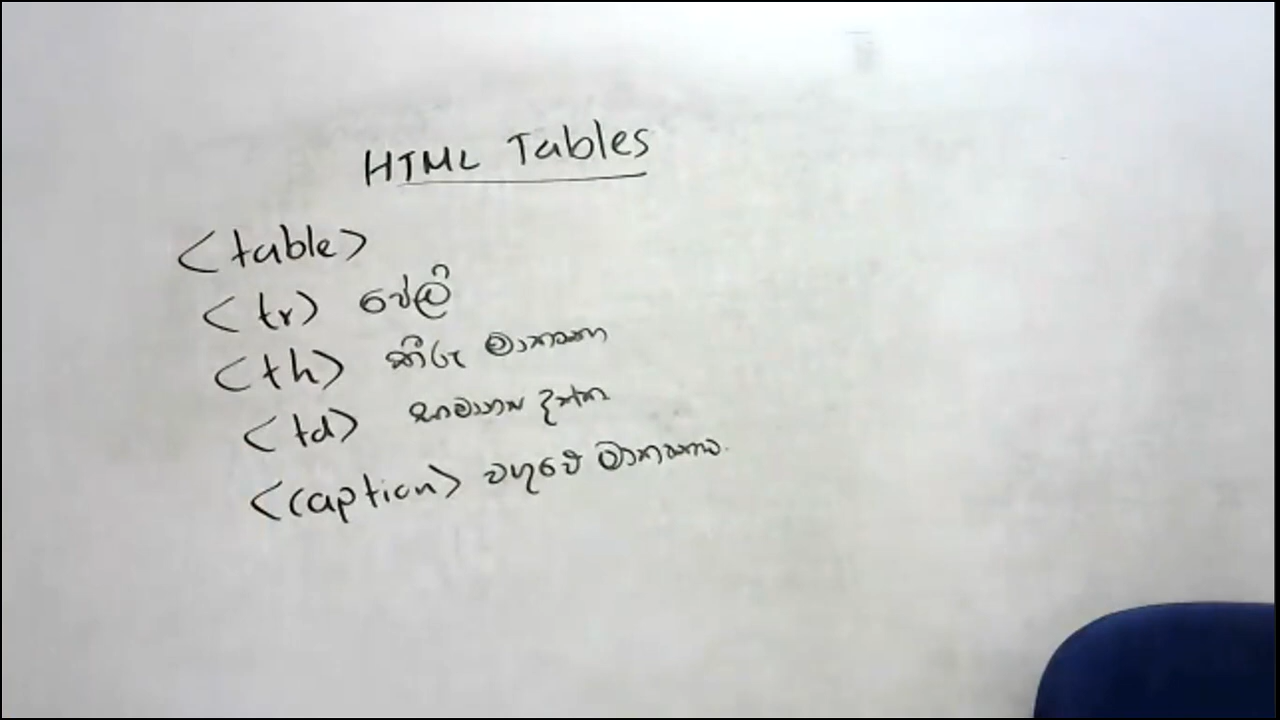 HTML Tables
<table>
<tr> පේළි
<th> තීරු මාතෘකා
<td> සාමාන්‍ය දත්ත
<caption> වගුවේ මාතෘකාව.